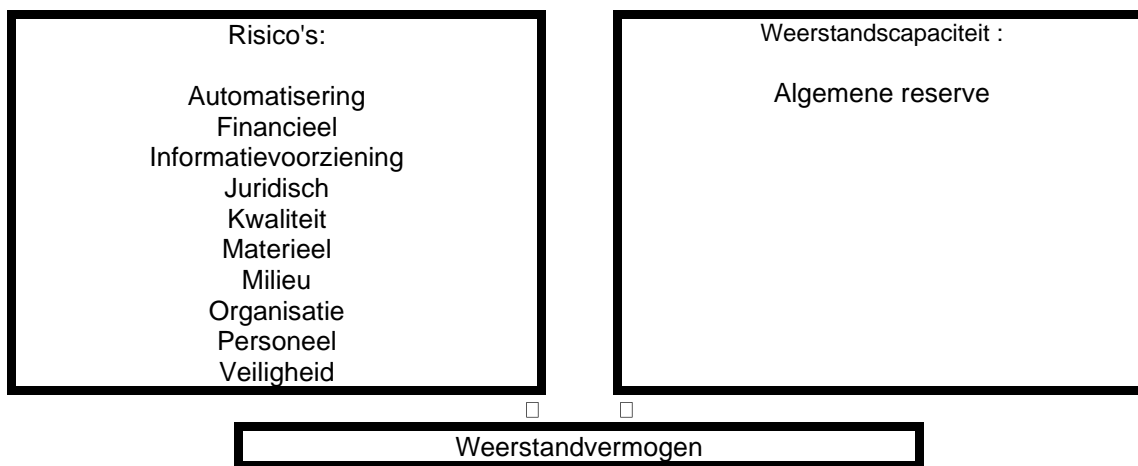 Risico's:
Automatisering
Financieel
Informatievoorziening
Juridisch
Kwaliteit
Materieel
Milieu
Organisatie
Personeel
Veiligheid
Weerstandscapaciteit :
Algemene reserve
Weerstandvermogen